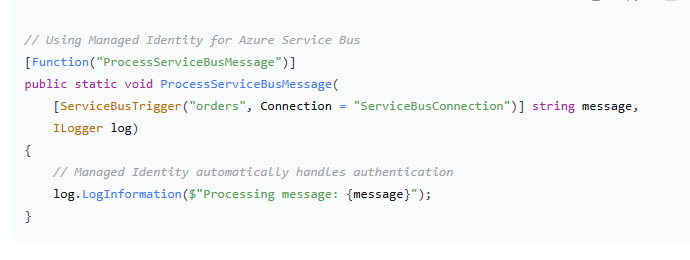 // Using Managed Identity for Azure Service Bus
[Function("ProcessServiceBusMessage")]
public static void ProcessServiceBusMessage(
    [ServiceBusTrigger("orders", Connection = "ServiceBusConnection")] string message,
    ILogger log)
{
    // Managed Identity automatically handles authentication
    log.LogInformation($"Processing message: {message}");
}